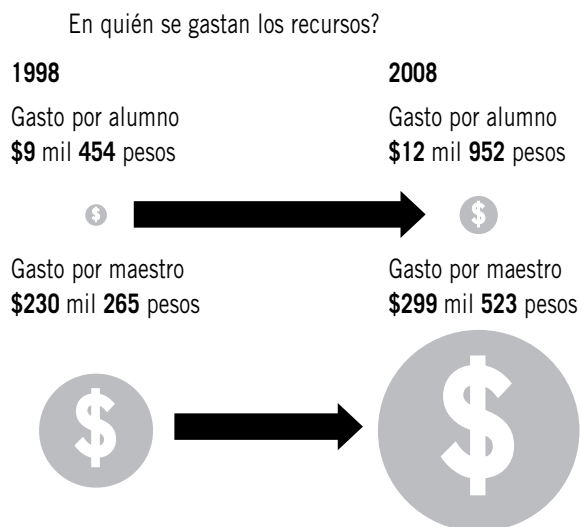 En quién se gastan los recursos?
1998
Gasto por alumno
$9 mil 454 pesos
2008
Gasto por alumno
$12 mil 952 pesos
$
$
Gasto por maestro
$230 mil 265 pesos
Gasto por maestro
$299 mil 523 pesos
$
$